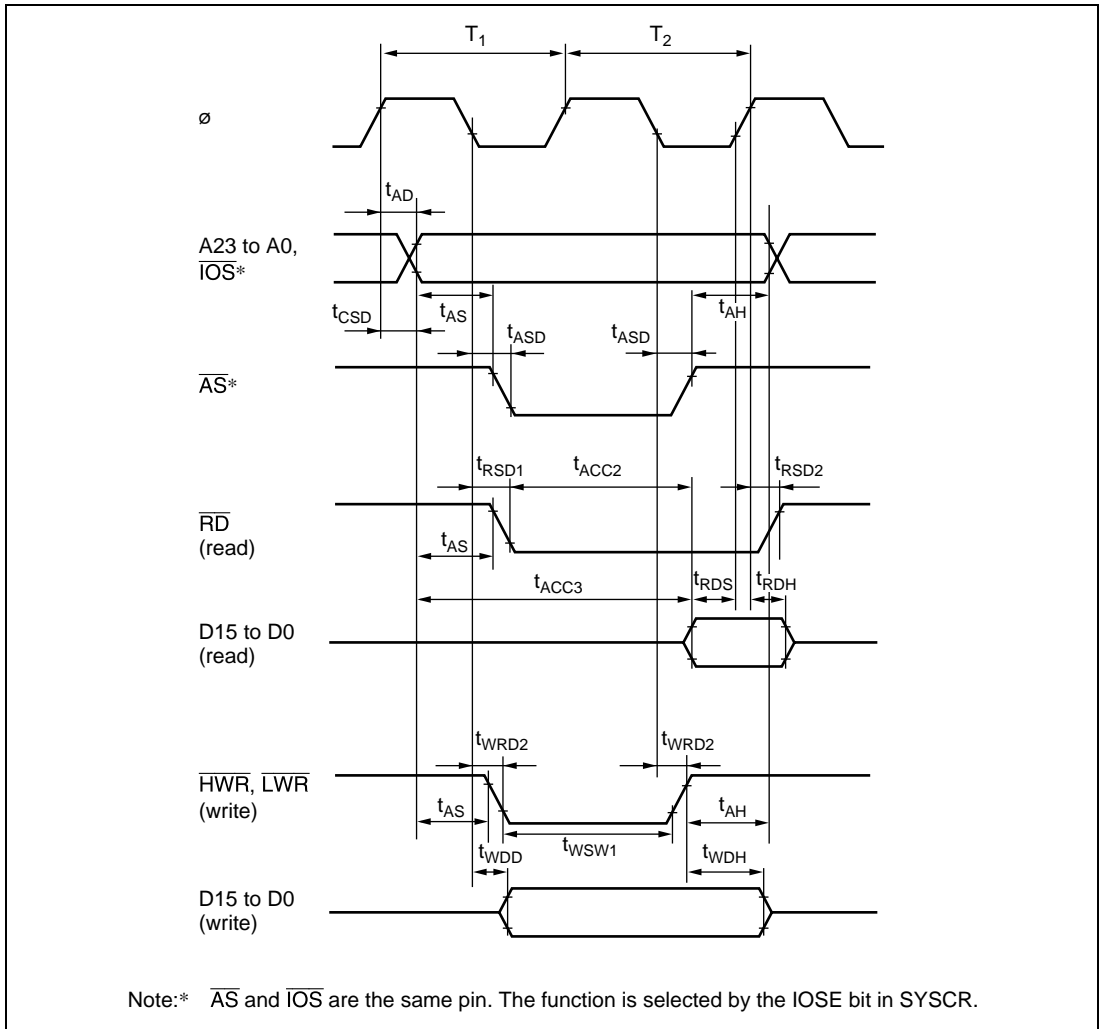 T1 T2
ø
tAD
A23 to A0,
IOS*
tCSD tAS tASD tASD tAH
AS*
tRSD1 tACC2 tRSD2
RD
(read)
tAS
tACC3 tRDS tRDH
D15 to D0
(read)
tWRD2 tWRD2
HWR, LWR
(write)
tAS tAH
tWDD tWSW1 tWDH
D15 to D0
(write)
Note:* AS and IOS are the same pin. The function is selected by the IOSE bit in SYSCR.